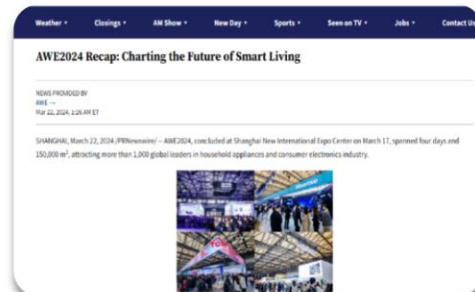 Weather Closings AM Show New Day Sports Seen on TV Jobs Contact Us
AWE2024 Recap: Charting the Future of Smart Living
NEWS PROVIDED BY
AWE →
Mar 22, 2024, 1:26 AM ET
SHANGHAI, March 22, 2024 /PRNewswire/ -- AWE2024, concluded at Shanghai New International Expo Center on March 17, spanned four days and
150,000 m², attracting more than 1,000 global leaders in household appliances and consumer electronics industry.
TCL